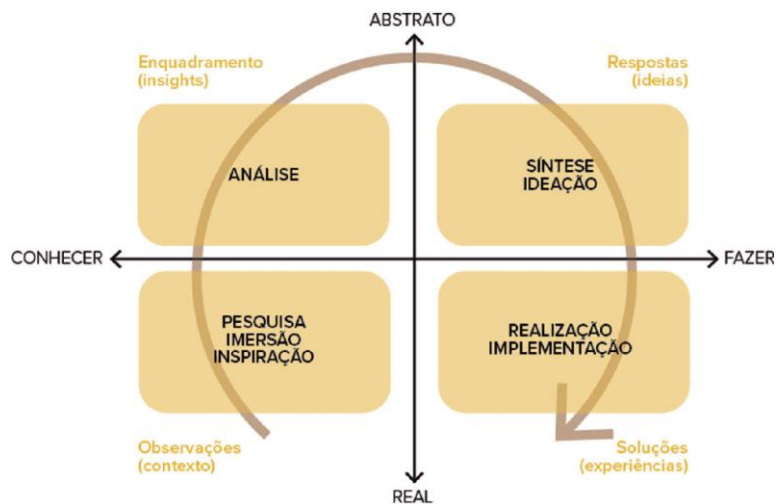 ABSTRATO
Enquadramento
(insights)
Respostas
(ideias)
ANÁLISE
SÍNTESE
IDEAÇÃO
CONHECER
FAZER
PESQUISA
IMERSÃO
INSPIRAÇÃO
REALIZAÇÃO
IMPLEMENTAÇÃO
Observações
(contexto)
Soluções
(experiências)
REAL